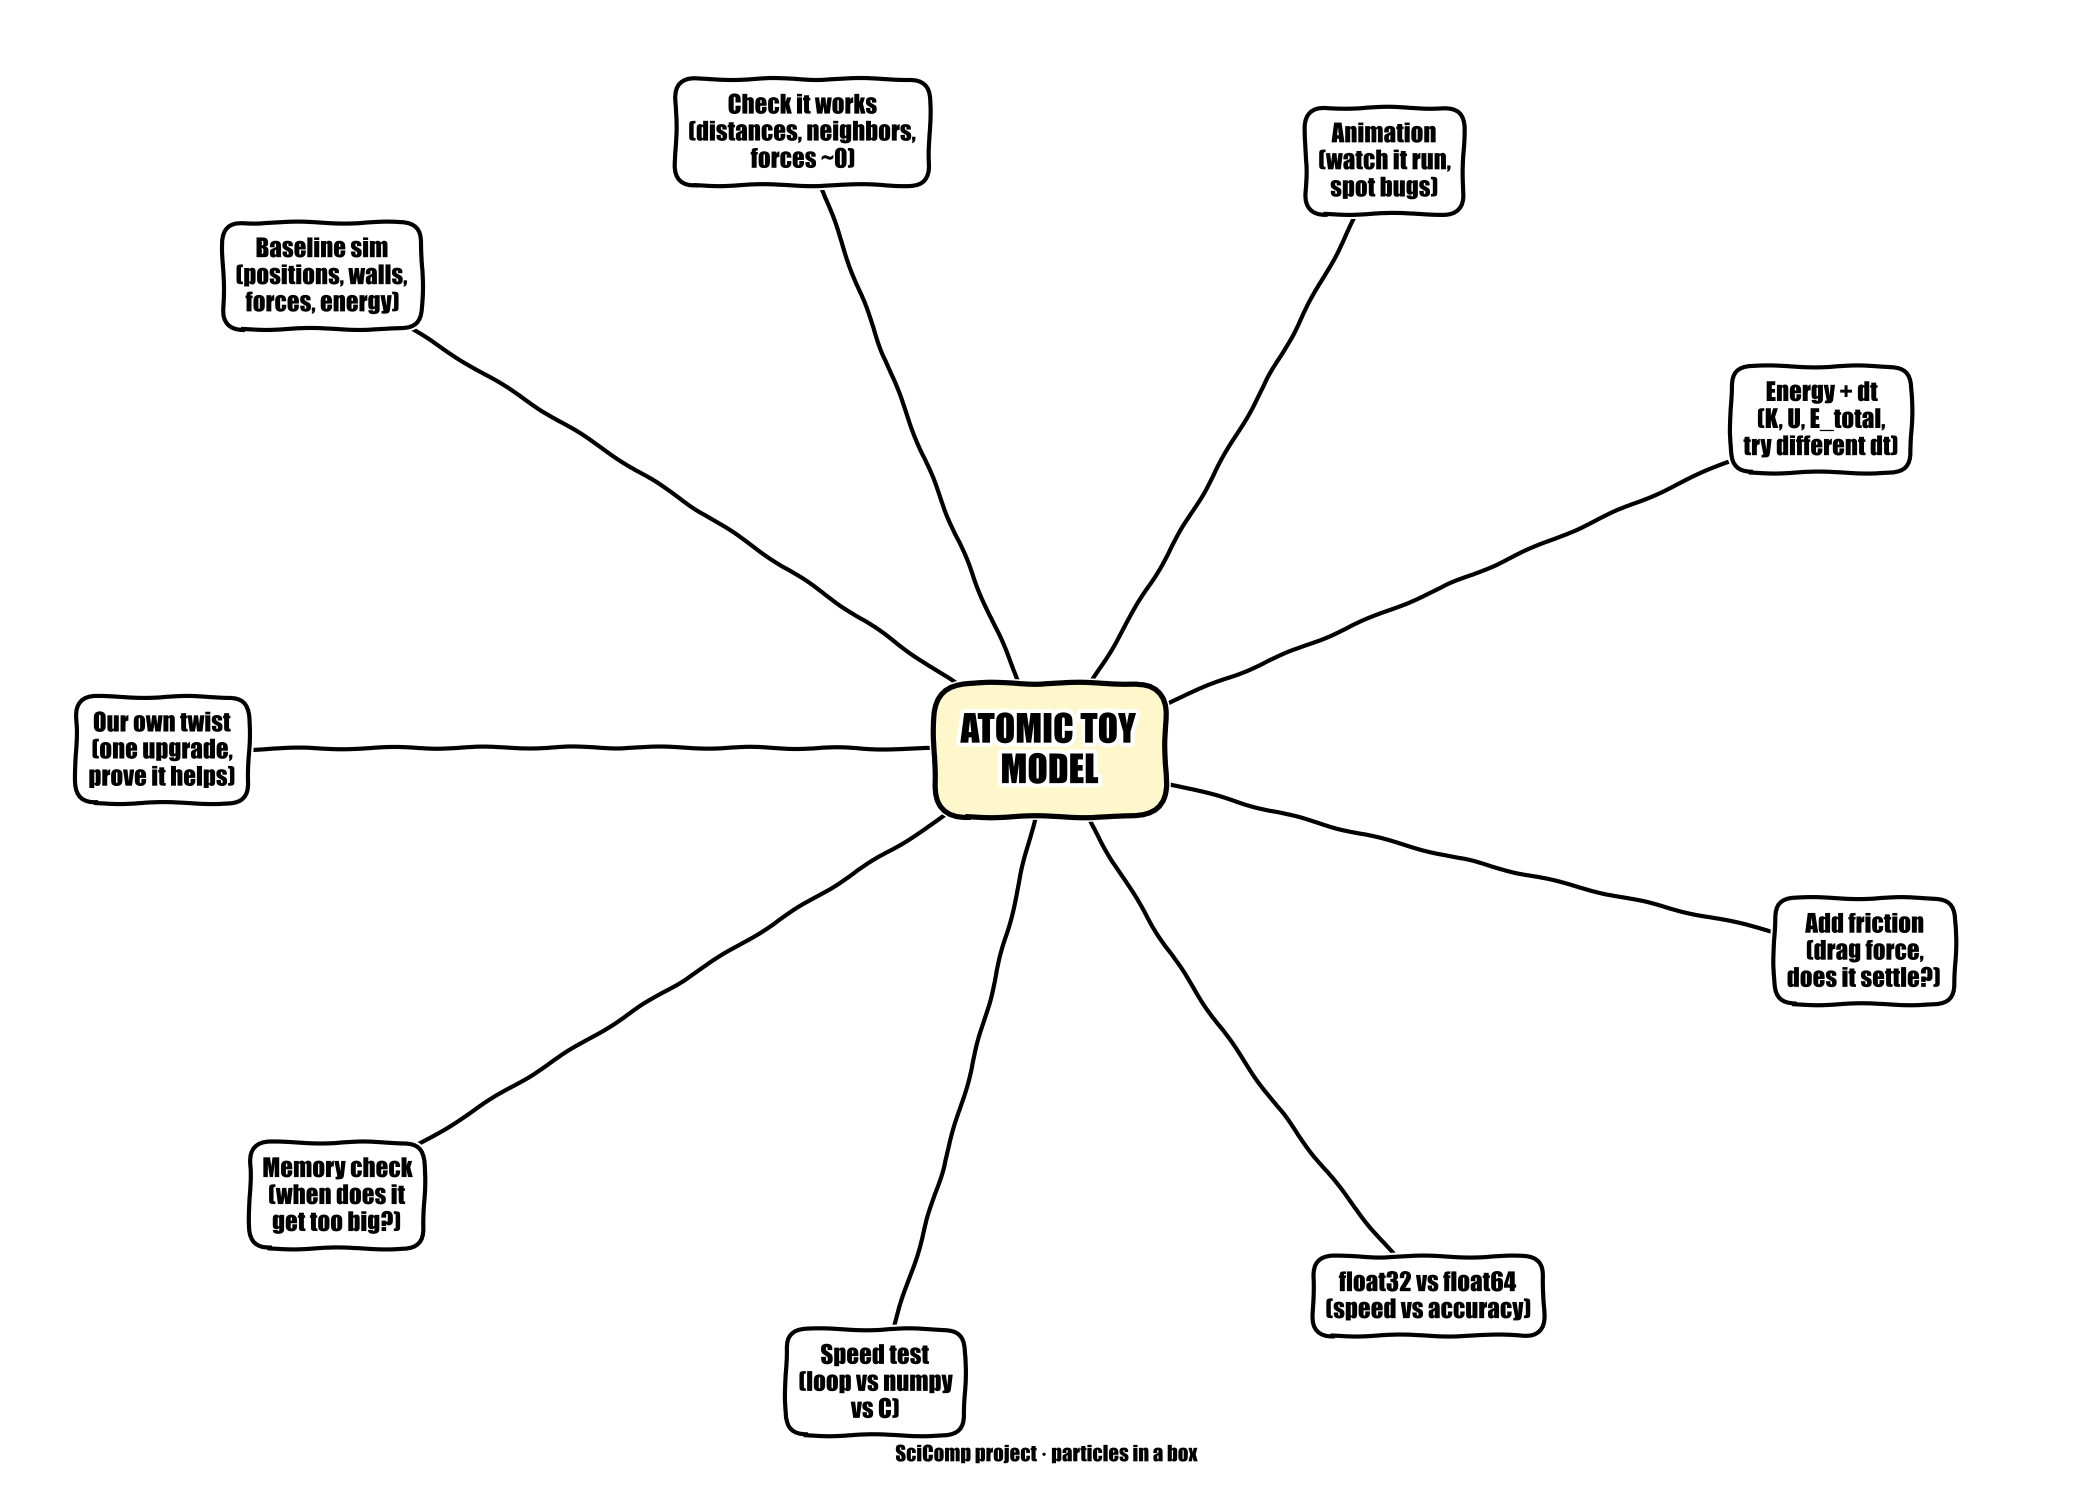 Check it works
(distances, neighbors,
forces ~0)
Animation
(watch it run,
spot bugs)
Baseline sim
(positions, walls,
forces, energy)
Energy + dt
(K, U, E_total,
try different dt)
Our own twist
(one upgrade,
prove it helps)
ATOMIC TOY
MODEL
Add friction
(drag force,
does it settle?)
Memory check
(when does it
get too big?)
float32 vs float64
(speed vs accuracy)
Speed test
(loop vs numpy
vs C)
SciComp project · particles in a box